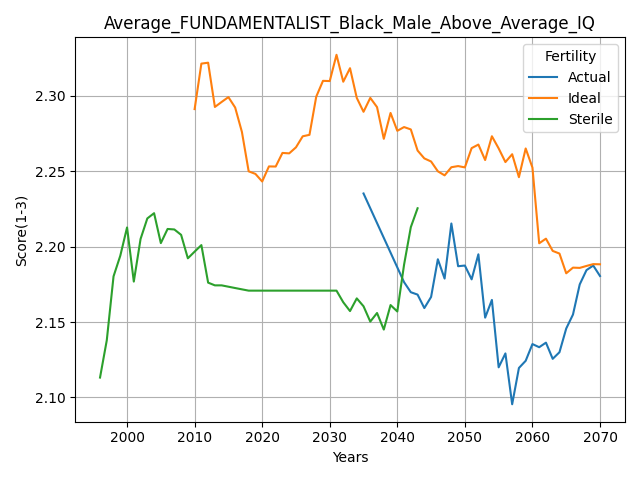 Average_FUNDAMENTALIST_Black_Male_Above_Average_IQ
Fertility
Actual
Ideal
Sterile
Score(1-3)
2.30
2.25
2.20
2.15
2.10
2000 2010 2020 2030 2040 2050 2060 2070
Years